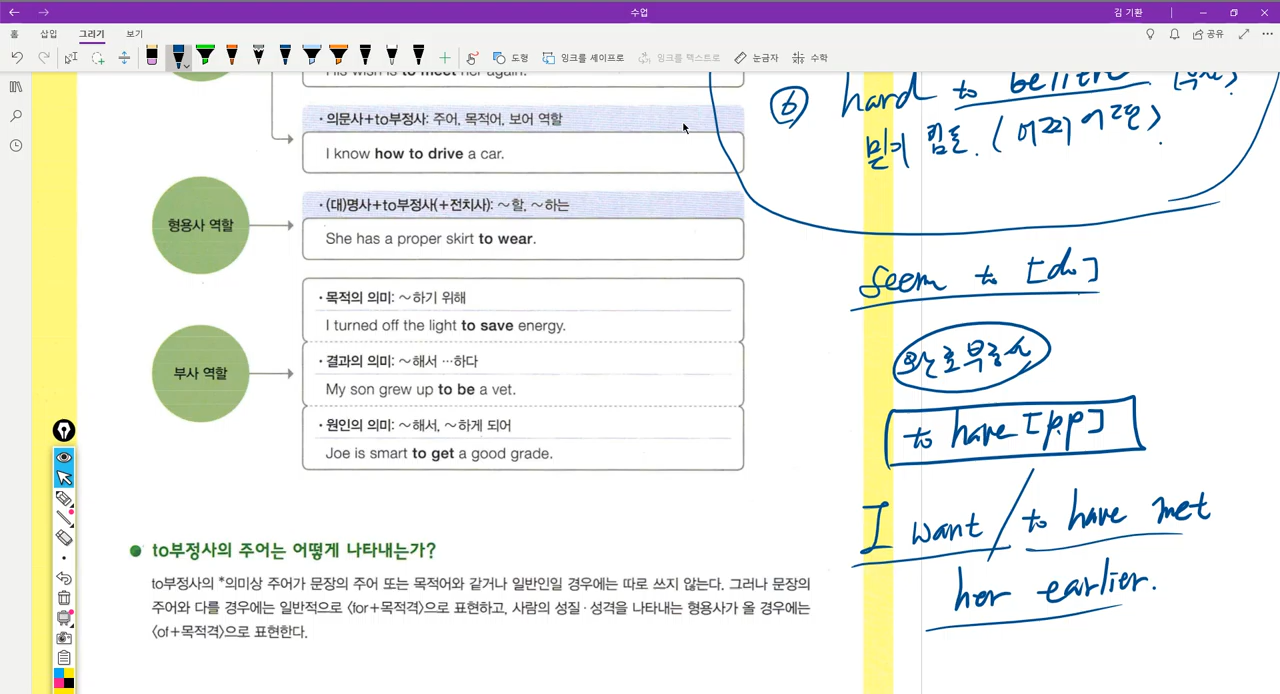 수업
김 기환
홈 삽입 그리기 보기
공유
도형 잉크를 셰이프로 잉크를 텍스트로 눈금자 수학
His wish is to meet her again.
· 의문사+to부정사: 주어, 목적어, 보어 역할
I know how to drive a car.
형용사 역할
· (대)명사+to부정사(+전치사): ~할, ~하는
She has a proper skirt to wear.
부사 역할
· 목적의 의미: ~하기 위해
I turned off the light to save energy.
· 결과의 의미: ~해서 …하다
My son grew up to be a vet.
· 원인의 의미: ~해서, ~하게 되어
Joe is smart to get a good grade.
to부정사의 주어는 어떻게 나타내는가?
to부정사의 *의미상 주어가 문장의 주어 또는 목적어와 같거나 일반인일 경우에는 따로 쓰지 않는다. 그러나 문장의
주어와 다를 경우에는 일반적으로 〈for+목적격〉으로 표현하고, 사람의 성질·성격을 나타내는 형용사가 올 경우에는
〈of+목적격〉으로 표현한다.
⑥ hard to believe
믿기 힘든
seem to [do]
완료부정사
to have [p.p]
I want / to have met
her earlier.